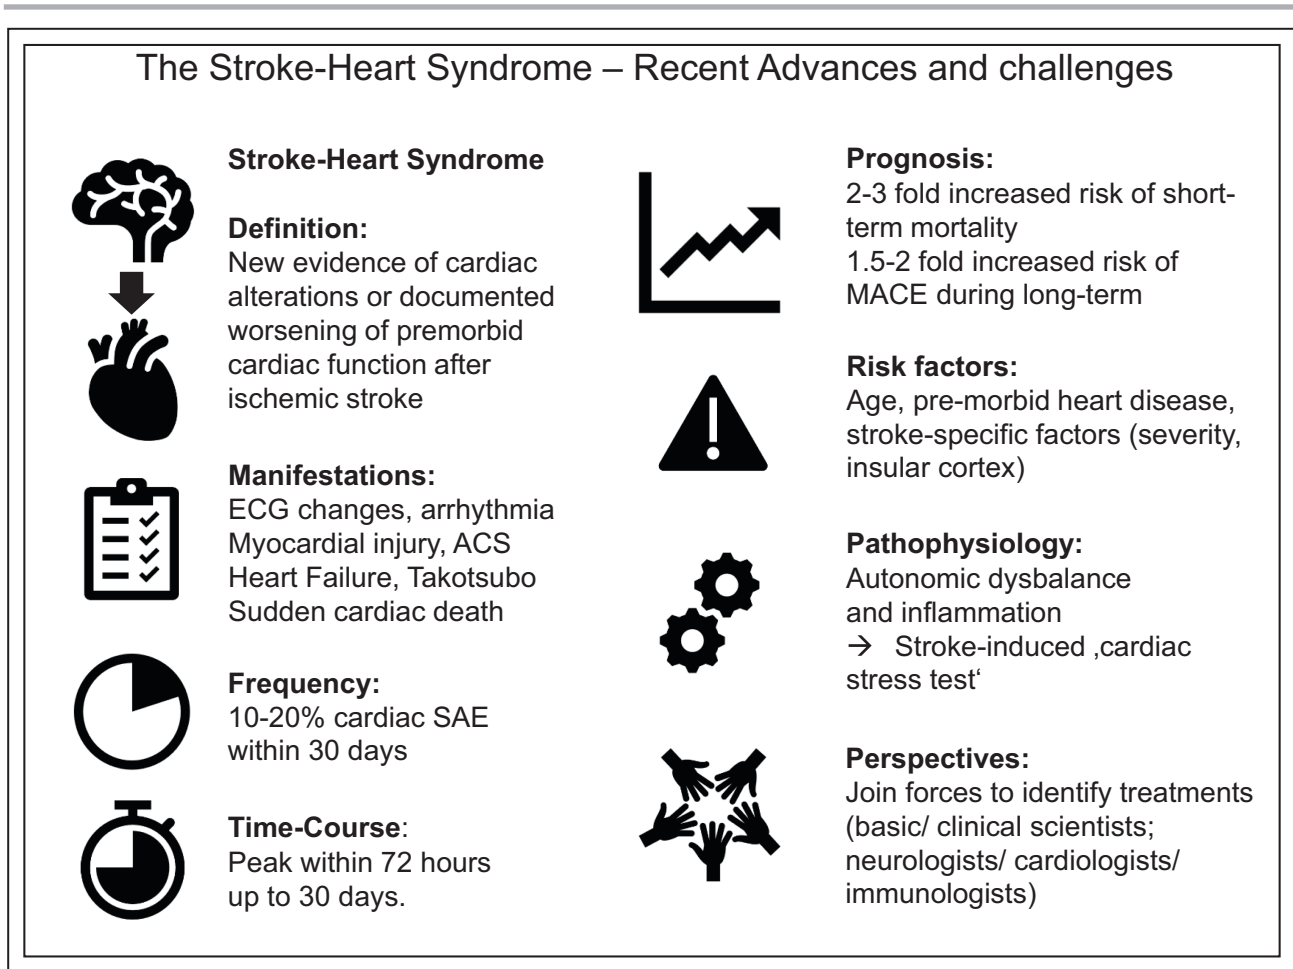 The Stroke-Heart Syndrome – Recent Advances and challenges
Stroke-Heart Syndrome
Definition:
New evidence of cardiac
alterations or documented
worsening of premorbid
cardiac function after
ischemic stroke
Manifestations:
ECG changes, arrhythmia
Myocardial injury, ACS
Heart Failure, Takotsubo
Sudden cardiac death
Frequency:
10-20% cardiac SAE
within 30 days
Time-Course:
Peak within 72 hours
up to 30 days.
Prognosis:
2-3 fold increased risk of short-
term mortality
1.5-2 fold increased risk of
MACE during long-term
Risk factors:
Age, pre-morbid heart disease,
stroke-specific factors (severity,
insular cortex)
Pathophysiology:
Autonomic dysbalance
and inflammation
→ Stroke-induced ‚cardiac
stress test‘
Perspectives:
Join forces to identify treatments
(basic/ clinical scientists;
neurologists/ cardiologists/
immunologists)